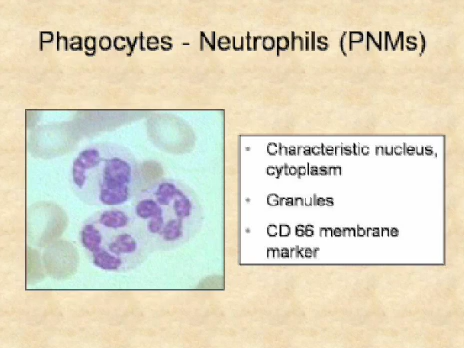 Phagocytes - Neutrophils (PNMs)
• Characteristic nucleus,
cytoplasm
• Granules
• CD 66 membrane
marker